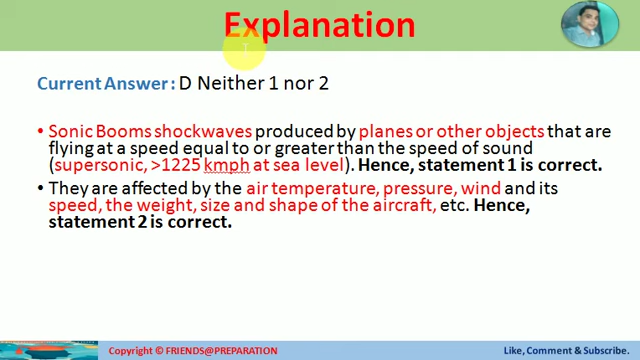 Explanation
Current Answer : D Neither 1 nor 2
• Sonic Booms shockwaves produced by planes or other objects that are
flying at a speed equal to or greater than the speed of sound
(supersonic, >1225 kmph at sea level). Hence, statement 1 is correct.
• They are affected by the air temperature, pressure, wind and its
speed, the weight, size and shape of the aircraft, etc. Hence,
statement 2 is correct.
Copyright © FRIENDS@PREPARATION
Like, Comment & Subscribe.